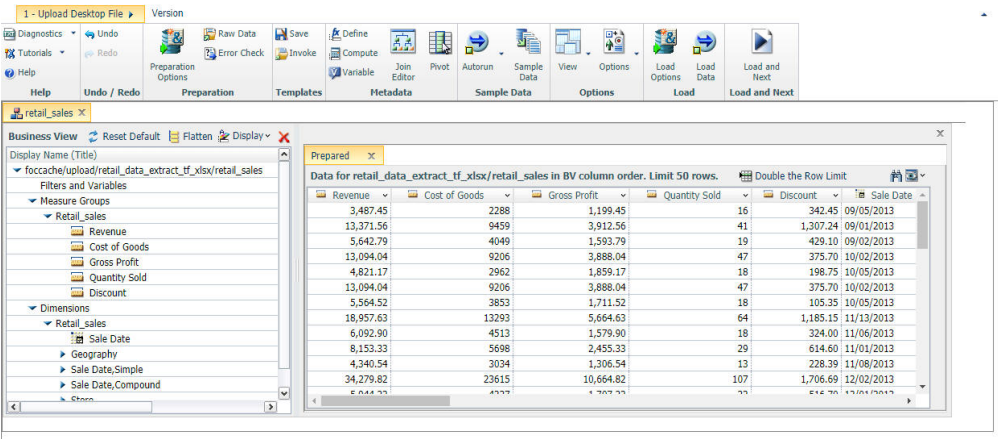 1 - Upload Desktop File Version
Diagnostics Undo Raw Data Save Define
Tutorials Redo Error Check Invoke Compute
Help Preparation Options Variable Join Editor Pivot Autorun Sample Data View Options Load Options Load Data Load and Next
Help Undo / Redo Preparation Templates Metadata Sample Data Options Load Load and Next
retail_sales X
Business View Reset Default Flatten Display
Display Name (Title)
foccache/upload/retail_data_extract_tf_xlsx/retail_sales
Filters and Variables
Measure Groups
Retail_sales
Revenue
Cost of Goods
Gross Profit
Quantity Sold
Discount
Dimensions
Retail_sales
Sale Date
Geography
Sale Date,Simple
Sale Date,Compound
Store
Prepared x
Data for retail_data_extract_tf_xlsx/retail_sales in BV column order. Limit 50 rows. Double the Row Limit
Revenue Cost of Goods Gross Profit Quantity Sold Discount Sale Date
3,487.45 2288 1,199.45 16 342.45 09/05/2013
13,371.56 9459 3,912.56 41 1,307.24 09/01/2013
5,642.79 4049 1,593.79 19 429.10 09/02/2013
13,094.04 9206 3,888.04 47 375.70 10/02/2013
4,821.17 2962 1,859.17 18 198.75 10/05/2013
13,094.04 9206 3,888.04 47 375.70 10/02/2013
5,564.52 3853 1,711.52 18 105.35 10/05/2013
18,957.63 13293 5,664.63 64 1,185.15 11/13/2013
6,092.90 4513 1,579.90 18 324.00 11/06/2013
8,153.33 5698 2,455.33 29 614.60 11/01/2013
4,340.54 3034 1,306.54 13 228.39 11/08/2013
34,279.82 23615 10,664.82 107 1,706.69 12/02/2013